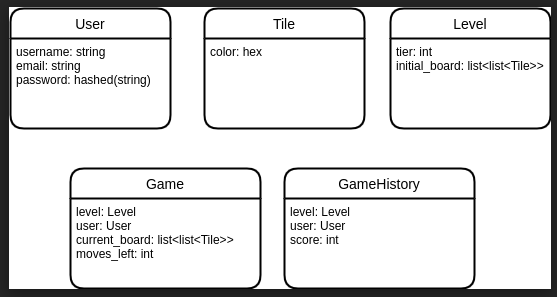 User
username: string
email: string
password: hashed(string)
Tile
color: hex
Level
tier: int
initial_board: list<list<Tile>>
Game
level: Level
user: User
current_board: list<list<Tile>>
moves_left: int
GameHistory
level: Level
user: User
score: int